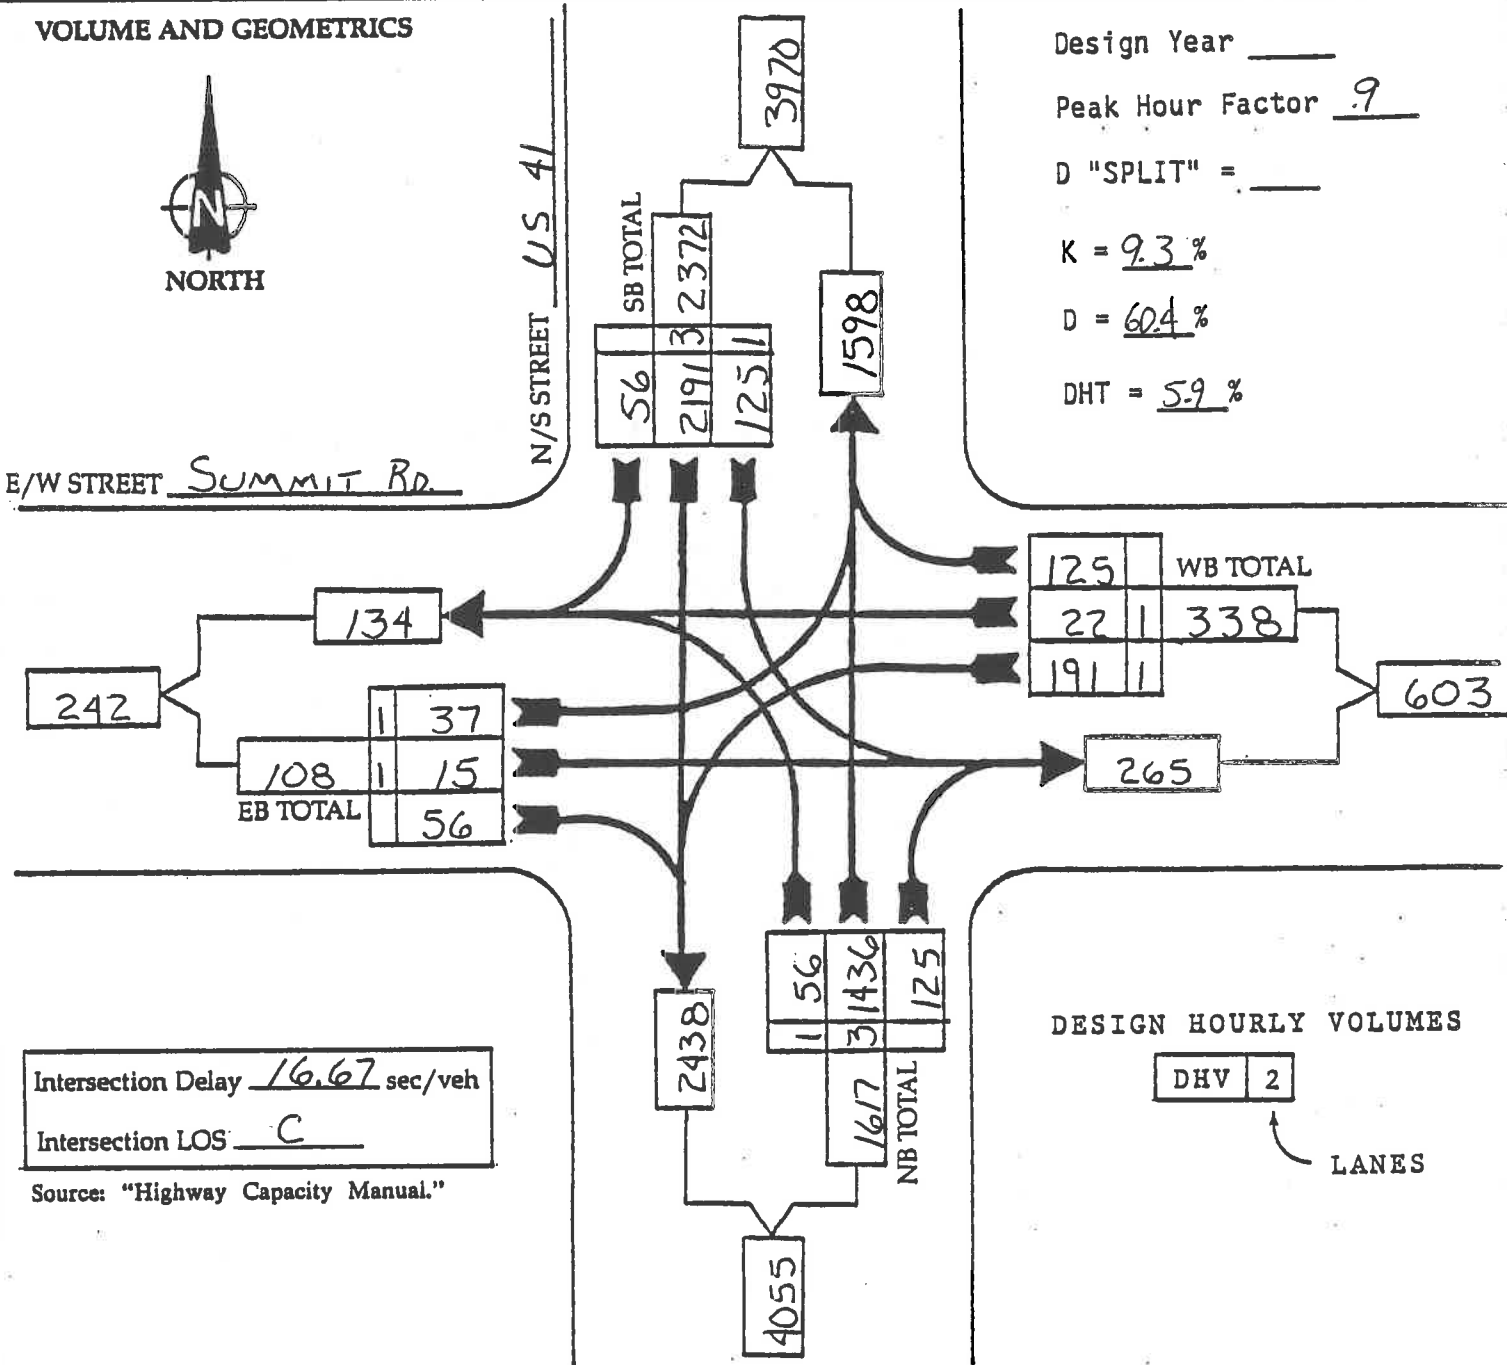 VOLUME AND GEOMETRICS
N
NORTH
E/W STREET SUMMIT RD.
N/S STREET US 41
Design Year
Peak Hour Factor .9
D "SPLIT" =
K = 9.3 %
D = 60.4 %
DHT = 5.9 %
3970
SB TOTAL
2372
3 1
56 2191 125
1598
125 WB TOTAL
22 1 338
191 1
603
265
134
242
1 37
108 1 15
EB TOTAL
56
56 1436 125
1 3
1617
NB TOTAL
2438
4055
Intersection Delay 16.67 sec/veh
Intersection LOS C
Source: “Highway Capacity Manual.”
DESIGN HOURLY VOLUMES
DHV 2
LANES